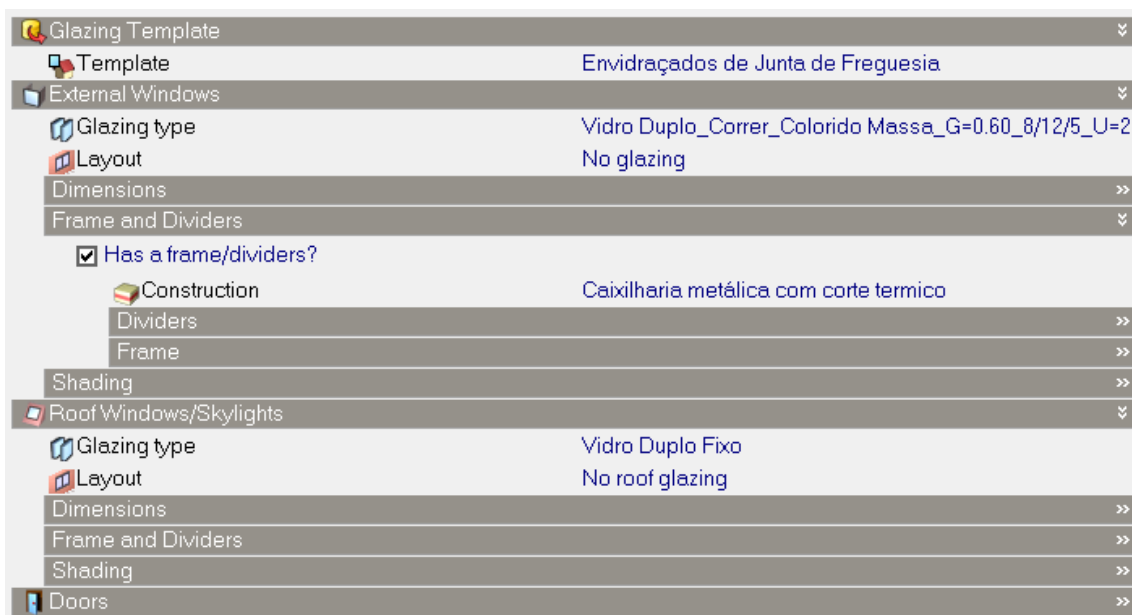 Glazing Template
Template Envidraçados de Junta de Freguesia
External Windows
Glazing type Vidro Duplo_Correr_Colorido Massa_G=0.60_8/12/5_U=2
Layout No glazing
Dimensions
Frame and Dividers
Has a frame/dividers?
Construction Caixilharia metálica com corte termico
Dividers
Frame
Shading
Roof Windows/Skylights
Glazing type Vidro Duplo Fixo
Layout No roof glazing
Dimensions
Frame and Dividers
Shading
Doors